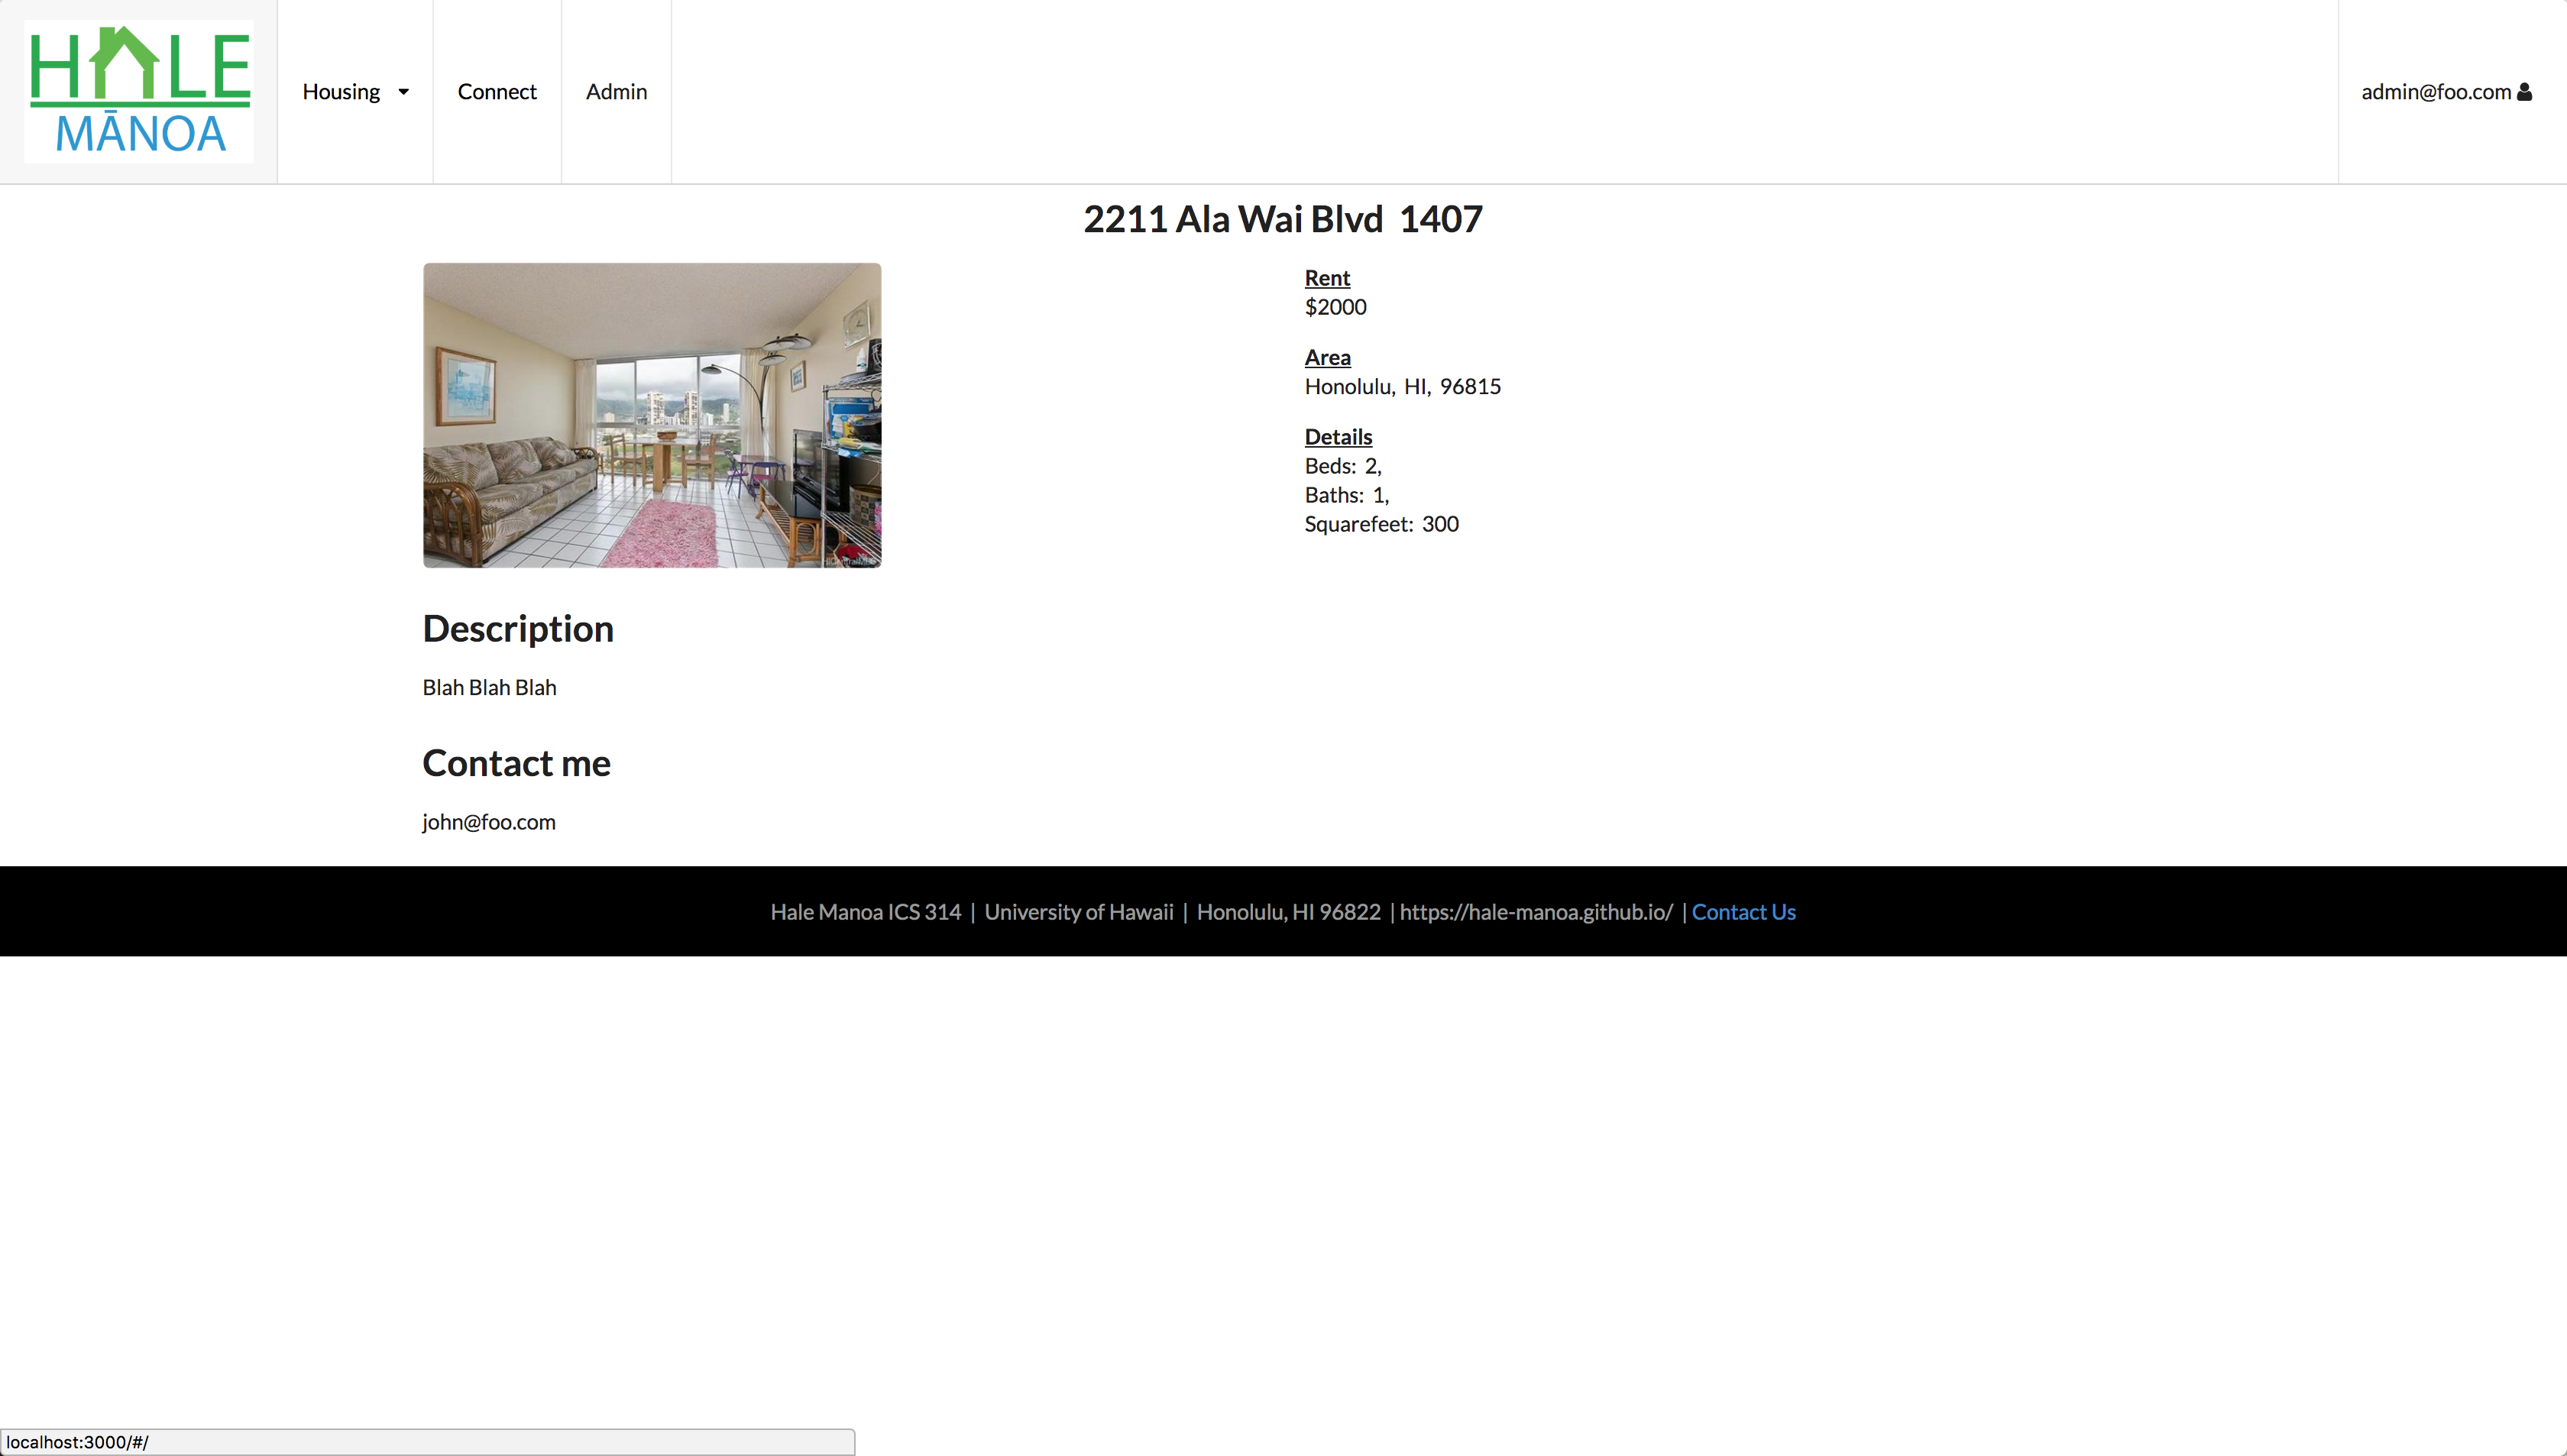 HALE
MĀNOA
Housing
Connect
Admin
admin@foo.com
2211 Ala Wai Blvd 1407
Rent
$2000
Area
Honolulu, HI, 96815
Details
Beds: 2,
Baths: 1,
Squarefeet: 300
Description
Blah Blah Blah
Contact me
john@foo.com
Hale Manoa ICS 314 | University of Hawaii | Honolulu, HI 96822 | https://hale-manoa.github.io/ | Contact Us
localhost:3000/#/